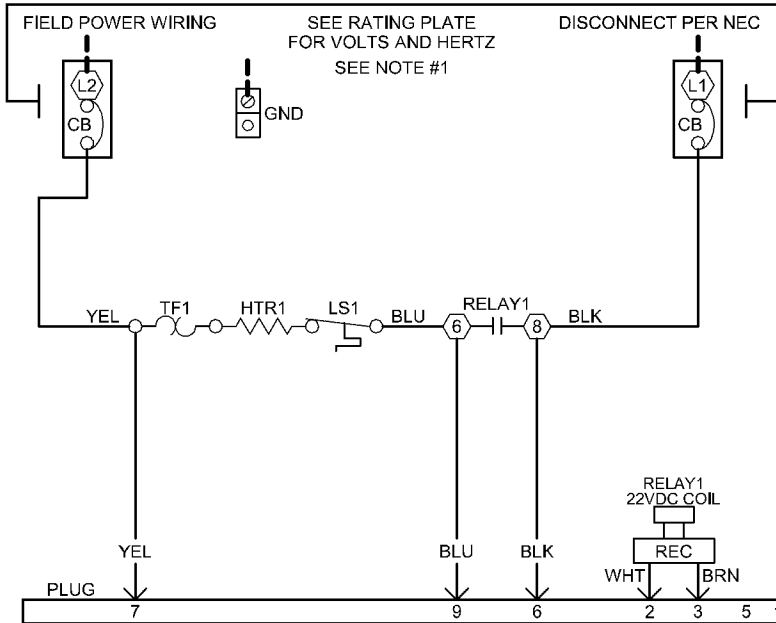 FIELD POWER WIRING
SEE RATING PLATE
FOR VOLTS AND HERTZ
SEE NOTE #1
DISCONNECT PER NEC
L2
CB
GND
L1
CB
YEL
TF1
HTR1
LS1
BLU
6
RELAY1
8
BLK
RELAY1
22VDC COIL
REC
YEL
BLU
BLK
WHT
BRN
PLUG
7
9
6
2
3
5